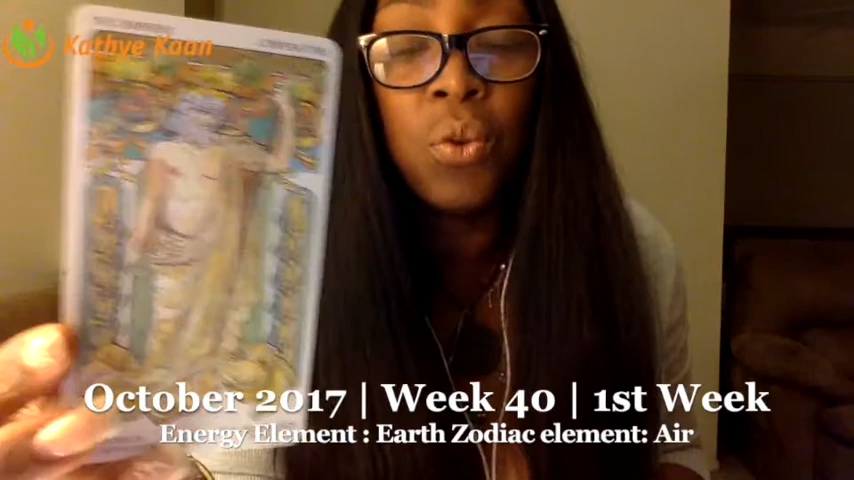 Kathye Kaan
October 2017 | Week 40 | 1st Week
Energy Element : Earth Zodiac element: Air